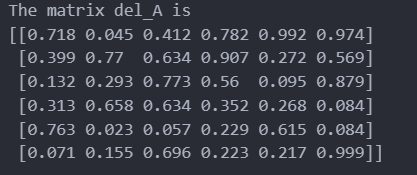 The matrix del_A is
[[0.718 0.045 0.412 0.782 0.992 0.974]
 [0.399 0.77  0.634 0.907 0.272 0.569]
 [0.132 0.293 0.773 0.56  0.095 0.879]
 [0.313 0.658 0.634 0.352 0.268 0.084]
 [0.763 0.023 0.057 0.229 0.615 0.084]
 [0.071 0.155 0.696 0.223 0.217 0.999]]